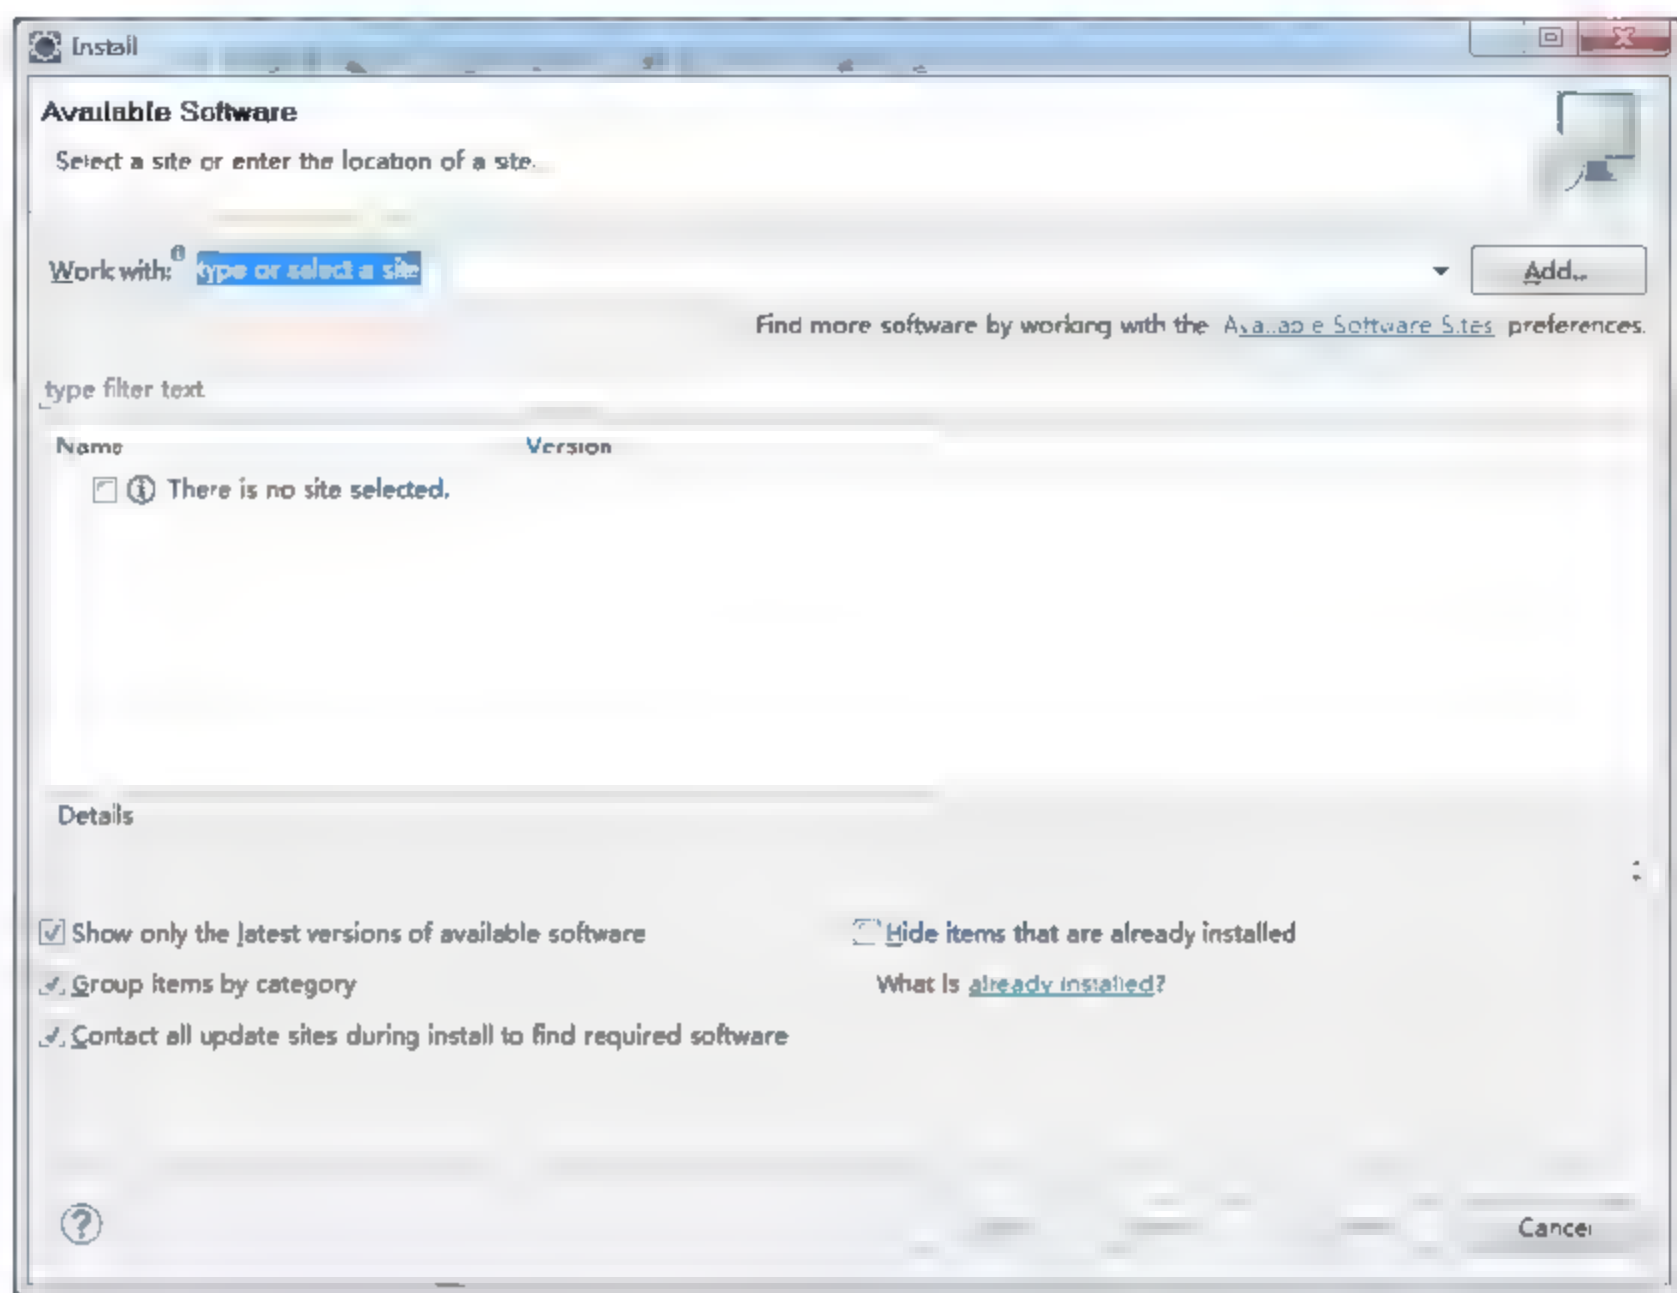 Install
Available Software
Select a site or enter the location of a site.
Work with: type or select a site Add...
Find more software by working with the Available Software Sites preferences.
type filter text
Name Version
There is no site selected.
Details
Show only the latest versions of available software Hide items that are already installed
Group items by category What is already installed?
Contact all update sites during install to find required software
Cancel